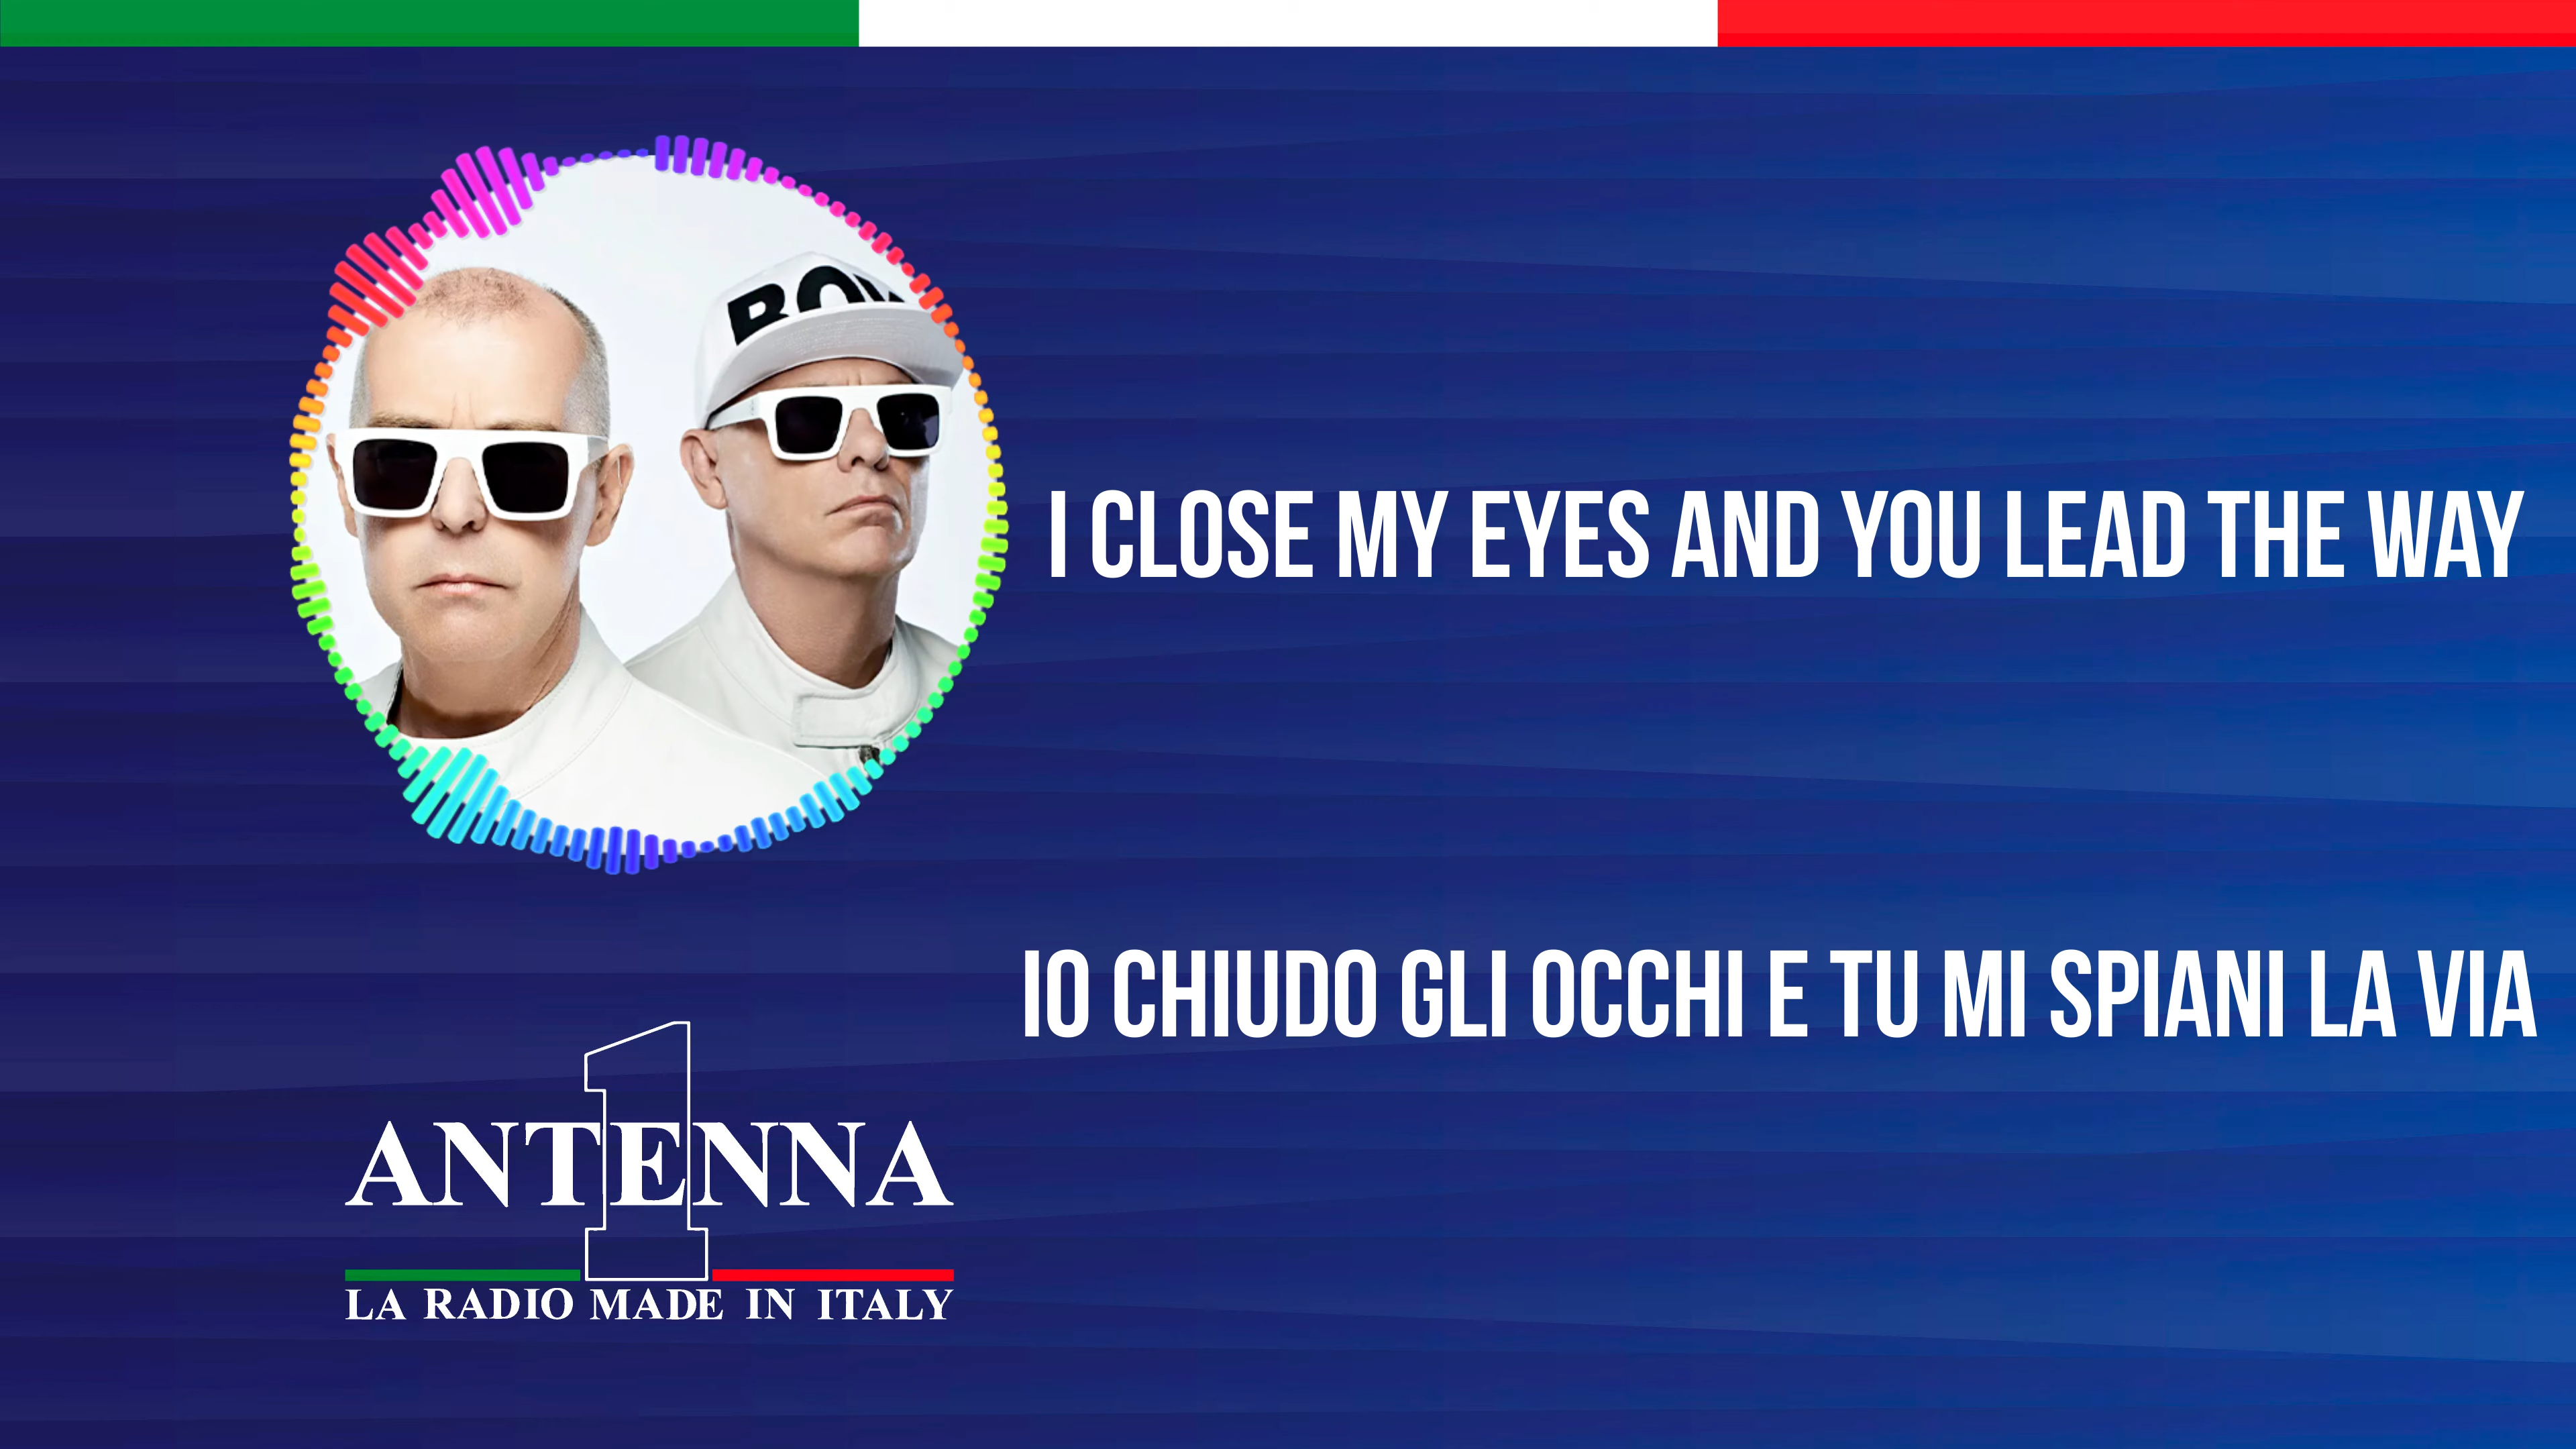 BOY
I CLOSE MY EYES AND YOU LEAD THE WAY
IO CHIUDO GLI OCCHI E TU MI SPIANI LA VIA
1
ANTENNA
LA RADIO MADE IN ITALY